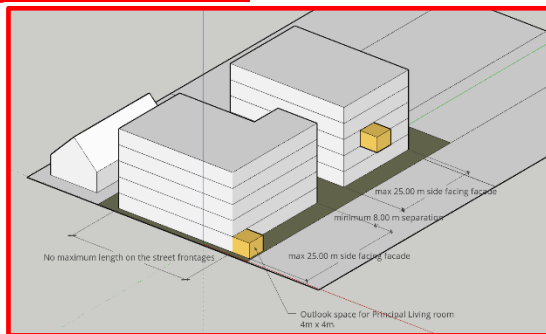 max 25.00 m side facing facade
minimum 8.00 m separation
No maximum length on the street frontages
max 25.00 m side facing facade
Outlook space for Principal Living room
4m x 4m